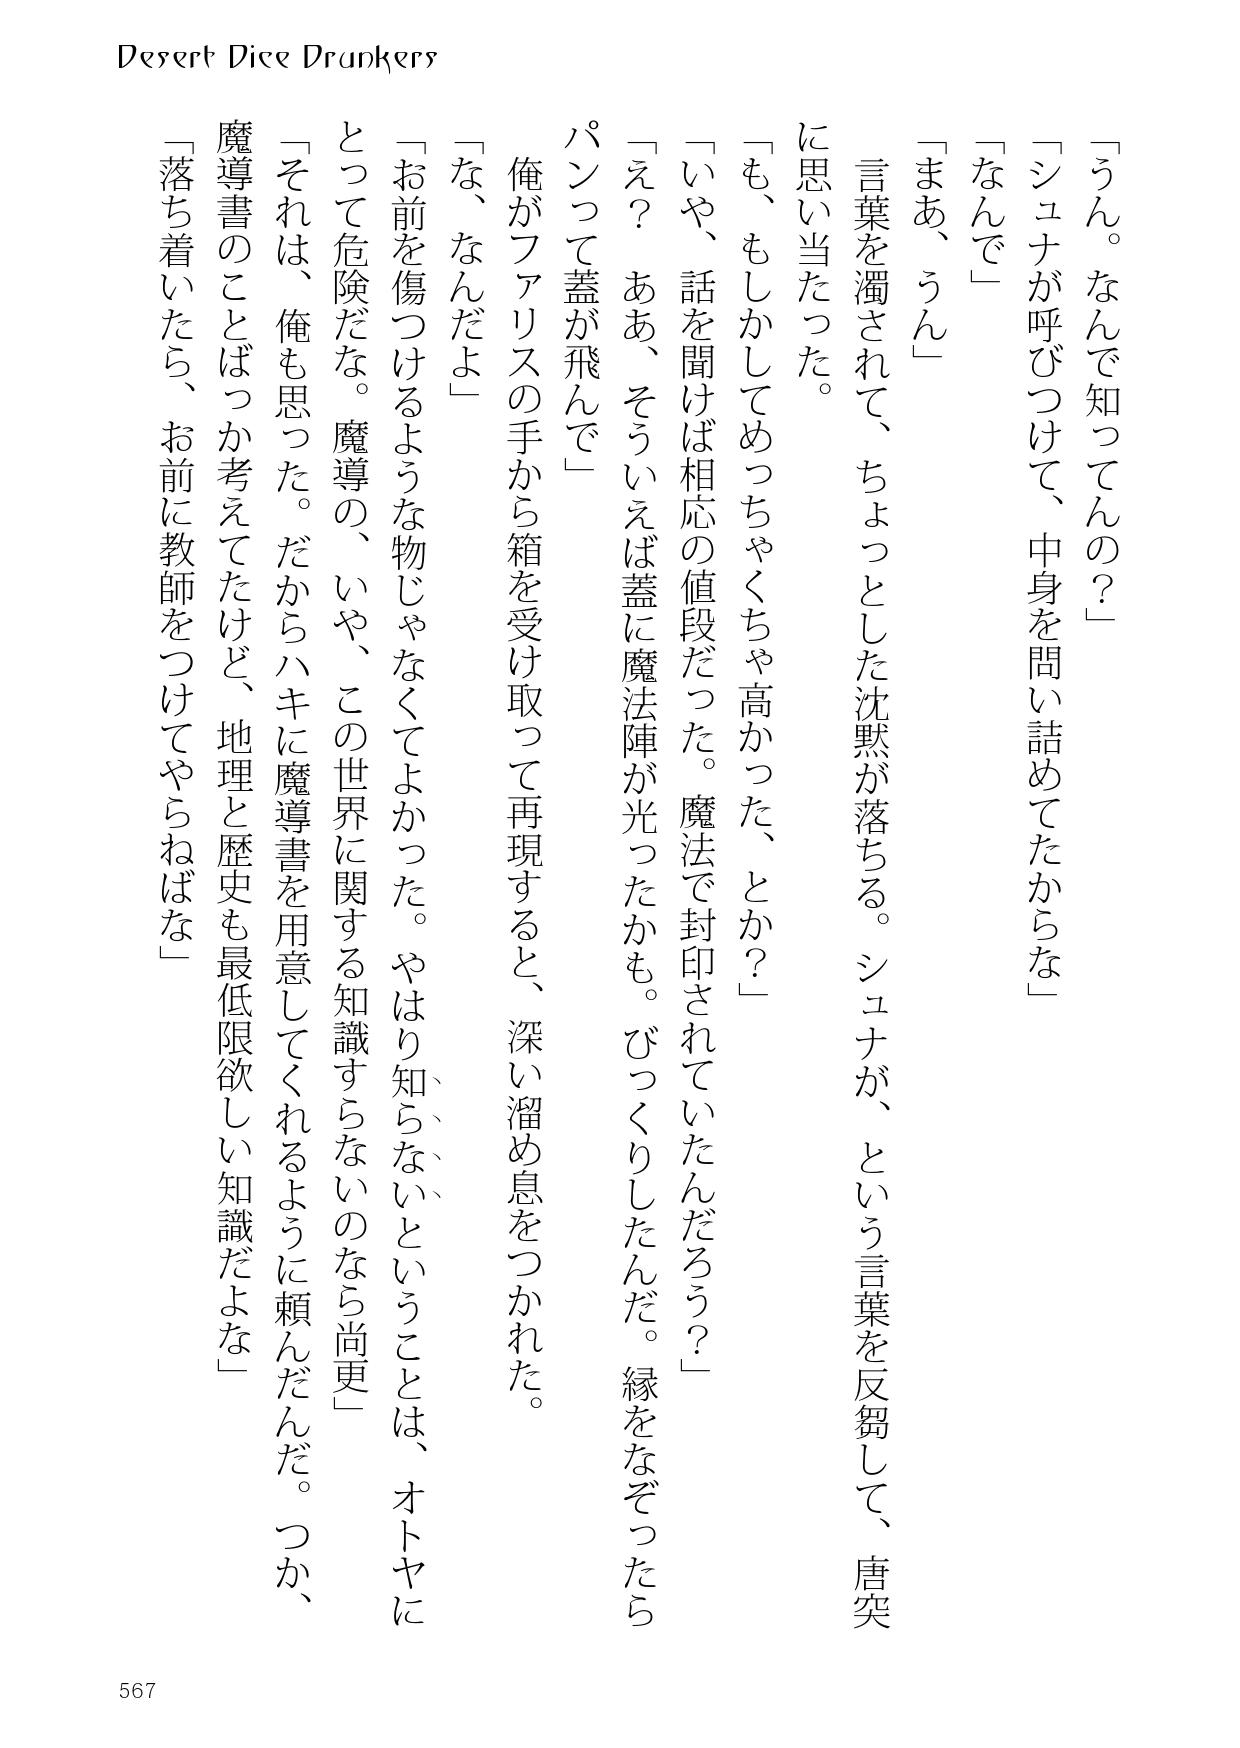 Desert Dice Drunkers
「うん。なんで知ってんの？」
「シュナが呼びつけて、中身を問い詰めてたからな」
「なんで」
「まあ、うん」
　言葉を濁されて、ちょっとした沈黙が落ちる。シュナが、という言葉を反芻して、唐突
に思い当たった。
「も、もしかしてめっちゃくちゃ高かった、とか？」
「いや、話を聞けば相応の値段だった。魔法で封印されていたんだろう？」
「え？　ああ、そういえば蓋に魔法陣が光ったかも。びっくりしたんだ。縁をなぞったら
パンって蓋が飛んで」
　俺がファリスの手から箱を受け取って再現すると、深い溜め息をつかれた。
「な、なんだよ」
「お前を傷つけるような物じゃなくてよかった。やはり知らないということは、オトヤに
とって危険だな。魔導の、いや、この世界に関する知識すらないのなら尚更」
「それは、俺も思った。だからハキに魔導書を用意してくれるように頼んだんだ。つか、
魔導書のことばっか考えてたけど、地理と歴史も最低限欲しい知識だよな」
「落ち着いたら、お前に教師をつけてやらねばな」
567